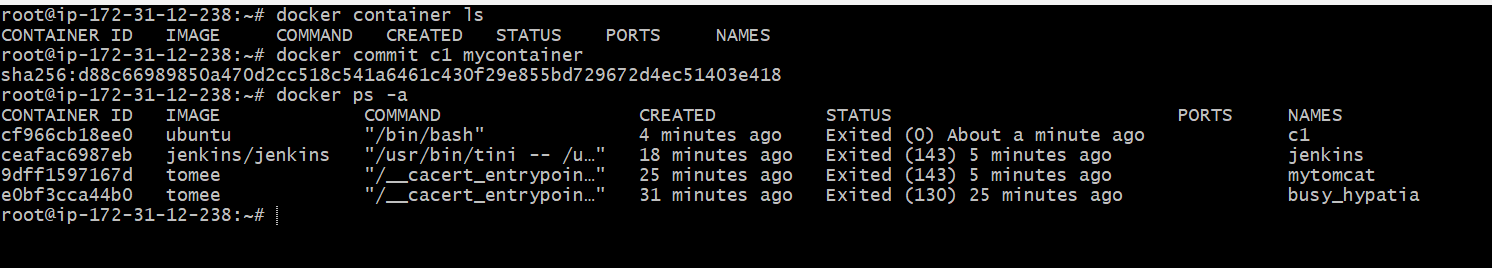 root@ip-172-31-12-238:~# docker container ls
CONTAINER ID   IMAGE     COMMAND   CREATED   STATUS    PORTS     NAMES
root@ip-172-31-12-238:~# docker commit c1 mycontainer
sha256:d88c66989850a470d2cc518c541a6461c430f29e855bd729672d4ec51403e418
root@ip-172-31-12-238:~# docker ps -a
CONTAINER ID   IMAGE             COMMAND                  CREATED          STATUS                          PORTS     NAMES
cf966cb18ee0   ubuntu            "/bin/bash"              4 minutes ago    Exited (0) About a minute ago             c1
ceafac6987eb   jenkins/jenkins   "/usr/bin/tini -- /u…"   18 minutes ago   Exited (143) 5 minutes ago                jenkins
9dff1597167d   tomee             "/__cacert_entrypoin…"   25 minutes ago   Exited (143) 5 minutes ago                mytomcat
e0bf3cca44b0   tomee             "/__cacert_entrypoin…"   31 minutes ago   Exited (130) 25 minutes ago               busy_hypatia
root@ip-172-31-12-238:~#